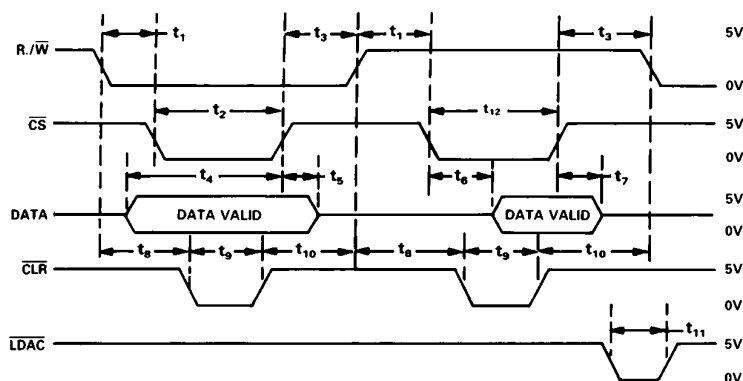 t1 t3 t1 t3 5V
R./W̅ 0V
t2 t12
C̅S̅ 5V
0V
t4 t5 t6 t7
5V
DATA DATA VALID DATA VALID
0V
t8 t9 t10 t8 t9 t10
C̅L̅R̅ 5V
0V
t11
L̅D̅A̅C̅ 5V
0V